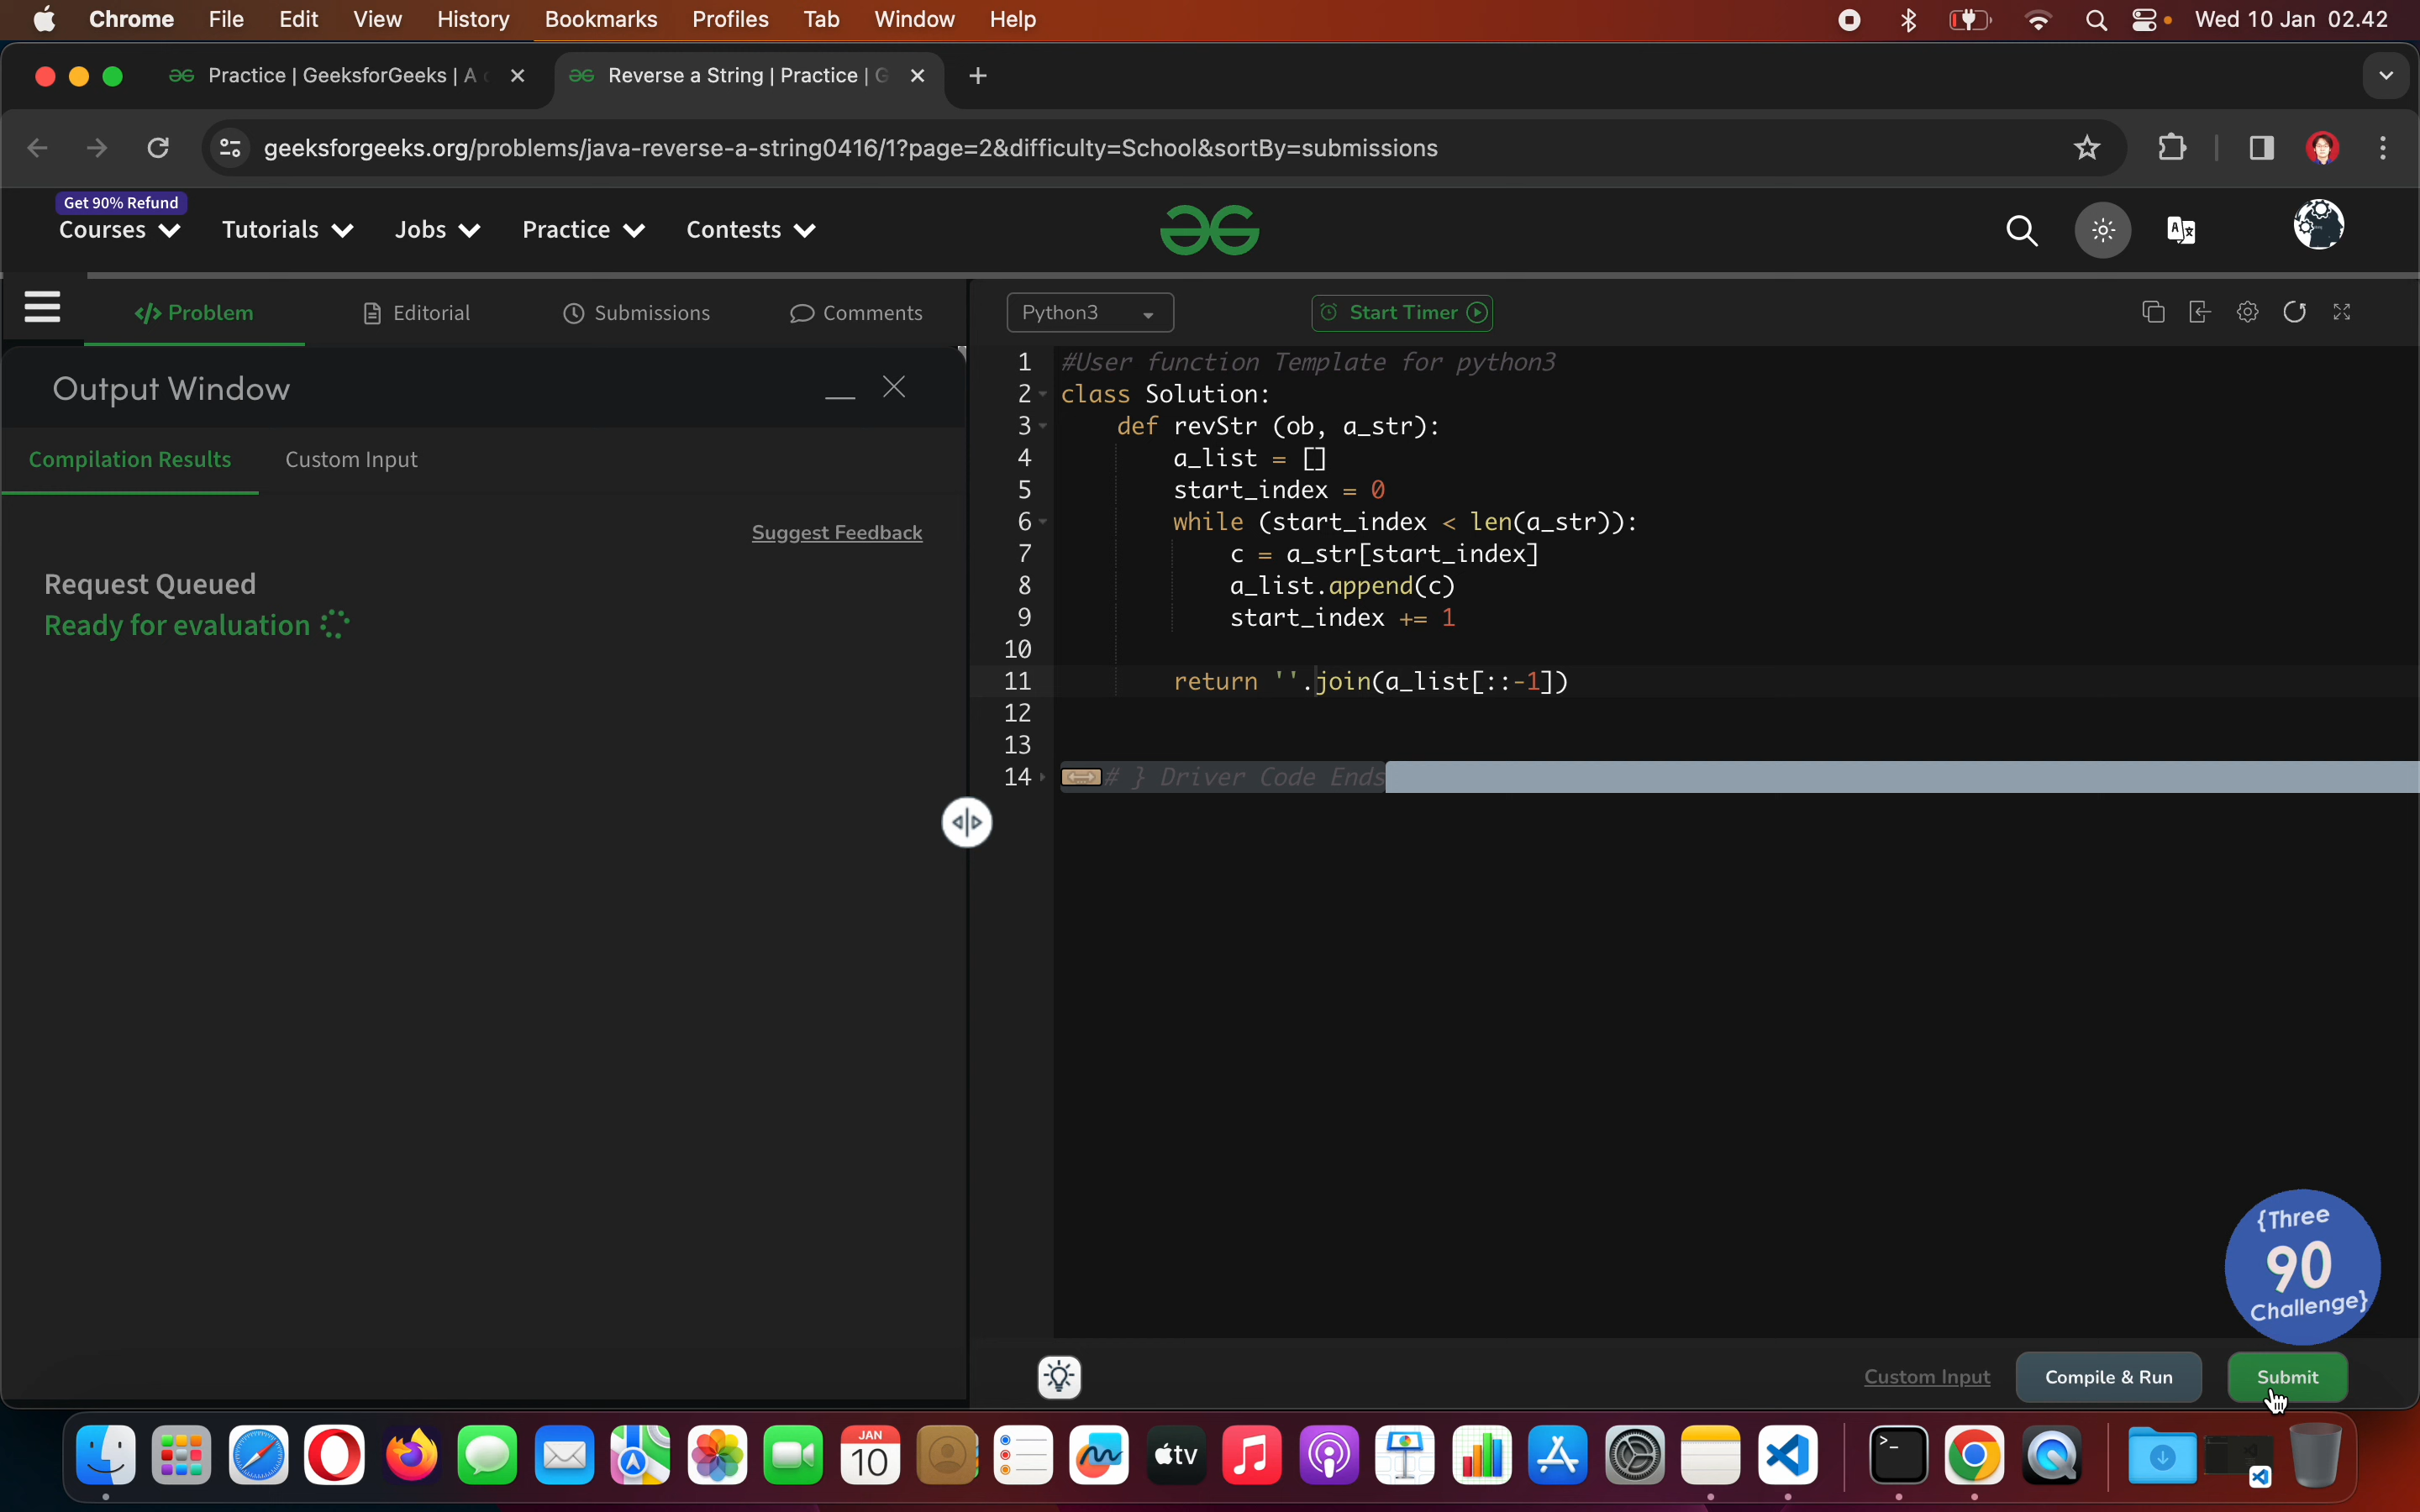 Chrome File Edit View History Bookmarks Profiles Tab Window Help Wed 10 Jan 02.42
Practice | GeeksforGeeks | A
Reverse a String | Practice | G
geeksforgeeks.org/problems/java-reverse-a-string0416/1?page=2&difficulty=School&sortBy=submissions
Get 90% Refund
Courses Tutorials Jobs Practice Contests
</> Problem Editorial Submissions Comments
Python3 Start Timer
Output Window
Compilation Results Custom Input
Suggest Feedback
Request Queued
Ready for evaluation
1 #User function Template for python3
2 class Solution:
3 def revStr (ob, a_str):
4 a_list = []
5 start_index = 0
6 while (start_index < len(a_str)):
7 c = a_str[start_index]
8 a_list.append(c)
9 start_index += 1
10
11 return ''.join(a_list[::-1])
12
13
14 # } Driver Code Ends
{Three
90
Challenge}
Custom Input Compile & Run Submit
JAN
10
tv